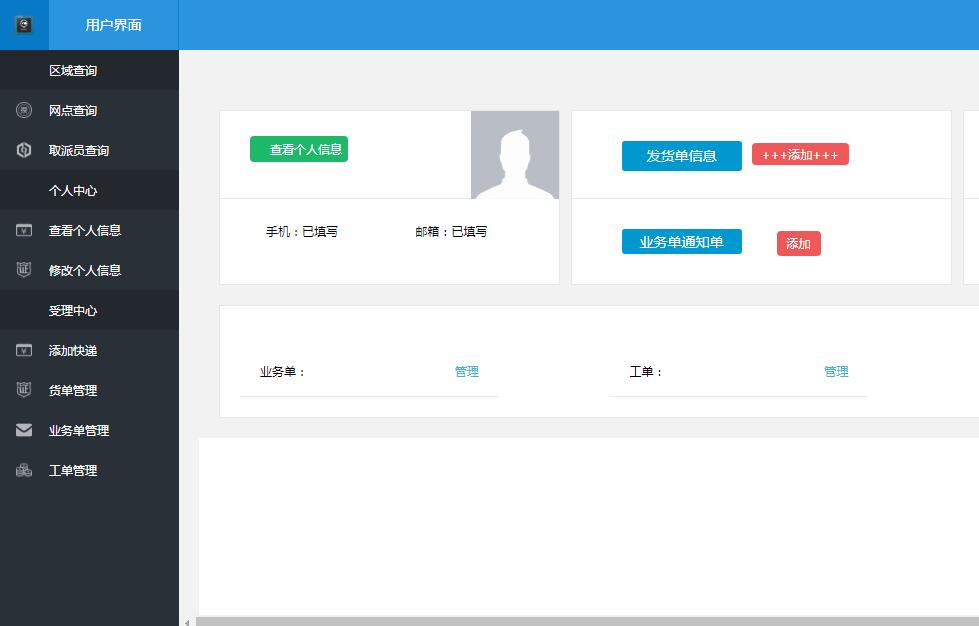 用户界面
区域查询
网点查询
取派员查询
个人中心
查看个人信息
修改个人信息
受理中心
添加快递
货单管理
业务单管理
工单管理
查看个人信息
手机：已填写
邮箱：已填写
发货单信息
+++添加+++
业务单通知单
添加
业务单：
管理
工单：
管理